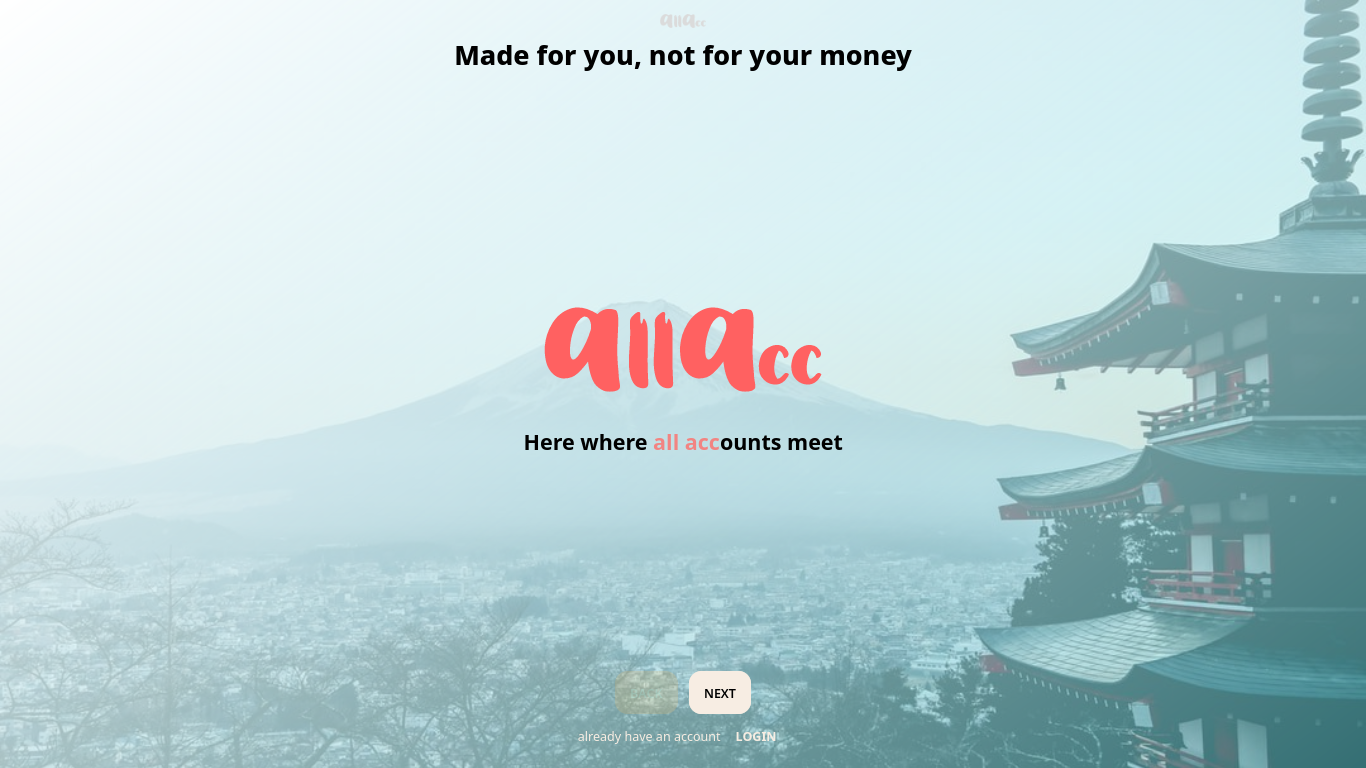 allacc
Made for you, not for your money
allacc
Here where all accounts meet
NEXT
already have an account LOGIN